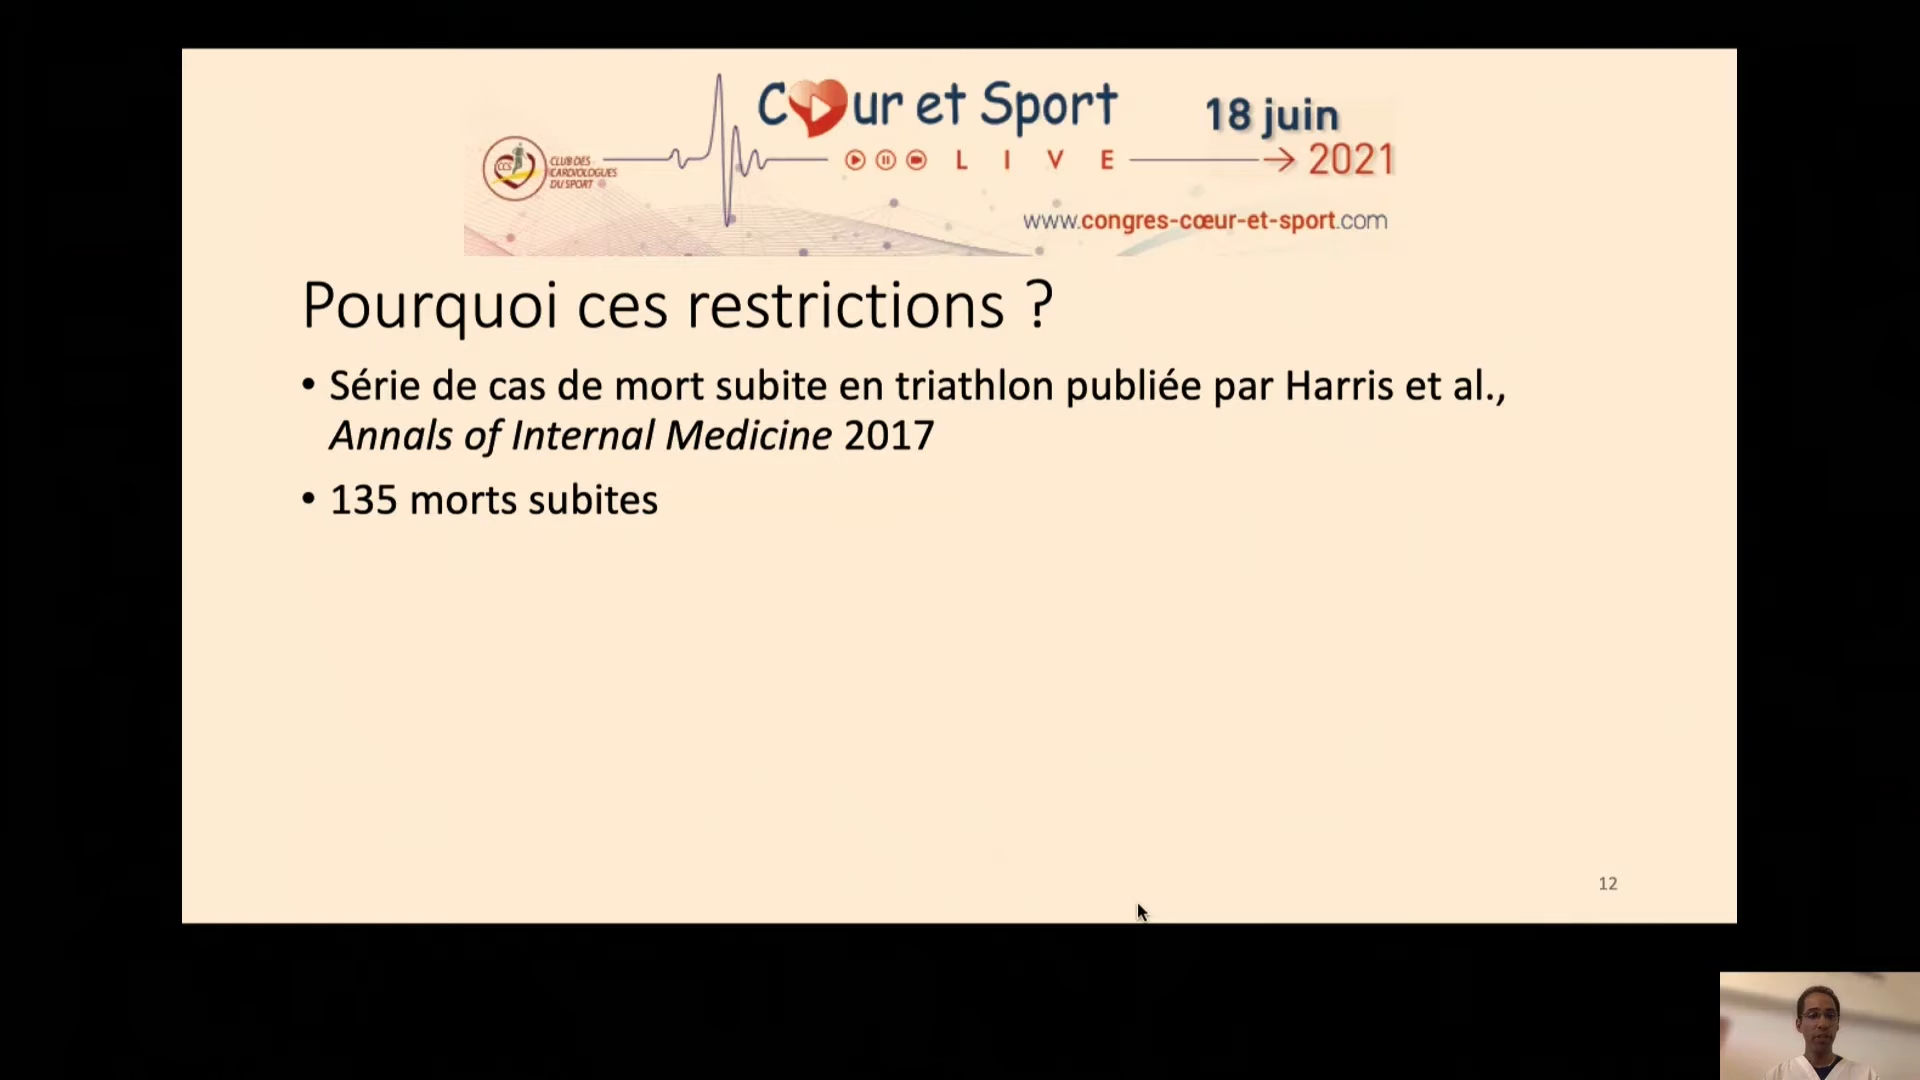 Cœur et Sport
18 juin
CCS
CLUB DES
CARDIOLOGUES
DU SPORT
LIVE
2021
www.congres-cœur-et-sport.com
Pourquoi ces restrictions ?
• Série de cas de mort subite en triathlon publiée par Harris et al.,
Annals of Internal Medicine 2017
• 135 morts subites
12